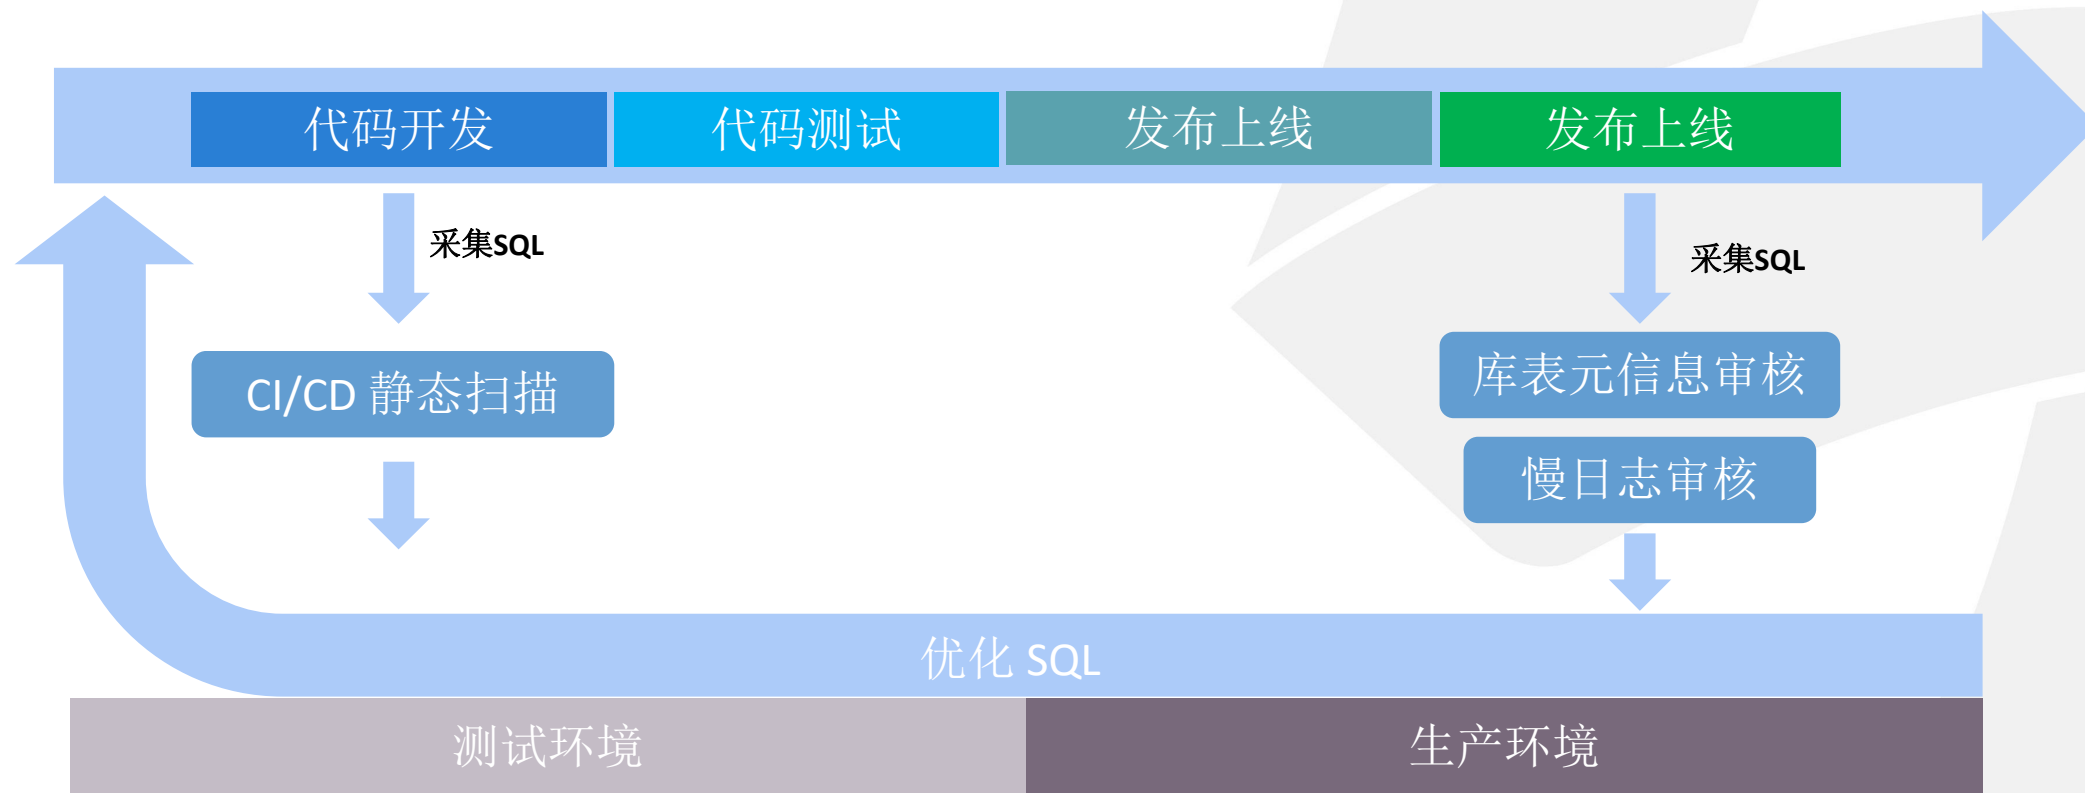 代码开发
代码测试
发布上线
发布上线
采集SQL
采集SQL
CI/CD 静态扫描
库表元信息审核
慢日志审核
优化 SQL
测试环境
生产环境